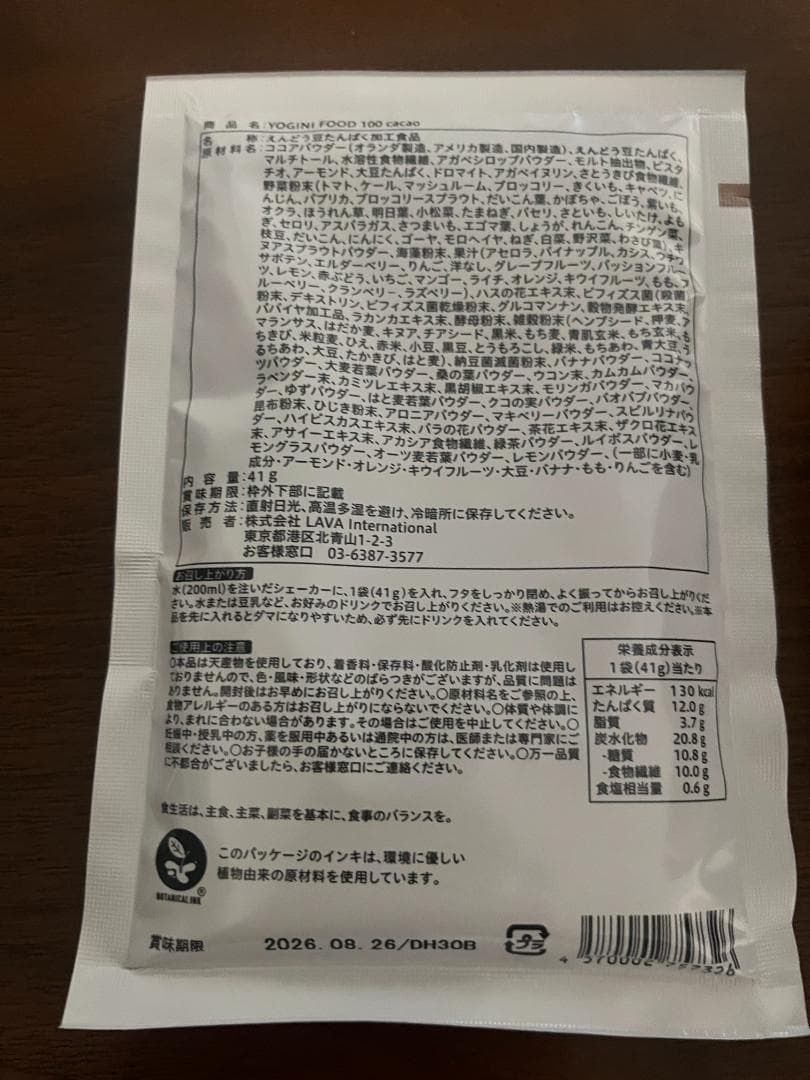 商品名：YOGINI FOOD 100 cacao
名称：えんどう豆たんぱく加工食品
原材料名：ココアパウダー（オランダ製造、アメリカ製造、国内製造）、えんどう豆たんぱく、
マルチトール、水溶性食物繊維、アガベシロップパウダー、モルト抽出物、ピスタ
チオ、アーモンド、大豆たんぱく、ドロマイト、アガベイヌリン、さとうきび食物繊維、
野菜粉末（トマト、ケール、マッシュルーム、ブロッコリー、きくいも、キャベツ、に
んじん、パプリカ、ブロッコリースプラウト、だいこん葉、かぼちゃ、ごぼう、紫いも、
オクラ、ほうれん草、明日葉、小松菜、たまねぎ、パセリ、さといも、しいたけ、よも
ぎ、セロリ、アスパラガス、さつまいも、エゴマ葉、しょうが、れんこん、チンゲン菜、
枝豆、だいこん、にんにく、ゴーヤ、モロヘイヤ、ねぎ、白菜、野沢菜、わさび葉）、キ
ヌアスプラウトパウダー、海藻粉末、果汁（アセロラ、パイナップル、カシス、ウチワ
サボテン、エルダーベリー、りんご、洋なし、グレープフルーツ、パッションフルー
ツ、レモン、赤ぶどう、いちご、マンゴー、ライチ、オレンジ、キウイフルーツ、もも、ブ
ルーベリー、クランベリー、ラズベリー）、ハスの花エキス末、ビフィズス菌（殺菌）
粉末、デキストリン、ビフィズス菌乾燥粉末、グルコマンナン、穀物発酵エキス末、
パパイヤ加工品、ラカンカエキス末、酵母粉末、雑穀粉末（ヘンプシード、押麦、ア
マランサス、はだか麦、キヌア、チアシード、黒米、もち麦、青肌玄米、もち玄米、も
ちきび、米粒麦、ひえ、赤米、小豆、黒豆、とうもろこし、緑米、もちあわ、青大豆、う
るちあわ、大豆、たかきび、はと麦）、納豆菌滅菌粉末、バナナパウダー、ココナッ
ツパウダー、大麦若葉パウダー、桑の葉パウダー、ウコン末、カムカムパウダー、
ラベンダー末、カミツレエキス末、黒胡椒エキス末、モリンガパウダー、マカパウ
ダー、ゆずパウダー、はと麦若葉パウダー、クコの実パウダー、バオバブパウダー、
昆布粉末、ひじき粉末、アロニアパウダー、マキベリーパウダー、スピルリナパウ
ダー、ハイビスカスエキス末、バラの花パウダー、茶花エキス末、ザクロ花エキス
末、アサイーエキス末、アカシア食物繊維、緑茶パウダー、ルイボスパウダー、レ
モングラスパウダー、オーツ麦若葉パウダー、レモンパウダー、（一部に小麦・乳
成分・アーモンド・オレンジ・キウイフルーツ・大豆・バナナ・もも・りんごを含む）
内容量：41g
賞味期限：枠外下部に記載
保存方法：直射日光、高温多湿を避け、冷暗所に保存してください。
販売者：株式会社 LAVA International
東京都港区北青山1-2-3
お客様窓口 03-6387-3577
お召し上がり方
水（200ml）を注いだシェーカーに、1袋（41g）を入れ、フタをしっかり閉め、よく振ってからお召し上がりくだ
さい。水または豆乳など、お好みのドリンクでお召し上がりください。※熱湯でのご利用はお控えください。※本
品を先に入れるとダマになりやすいため、必ず先にドリンクを入れてください。
ご使用上の注意
○本品は天産物を使用しており、着香料・保存料・酸化防止剤・乳化剤は使用し
ておりませんので、色・風味・形状などのばらつきがございますが、品質に問題は
ありません。開封後はお早めにお召し上がりください。○原材料名をご参照の上、
食物アレルギーのある方はお召し上がりにならないでください。○体質や体調に
より、まれに合わない場合があります。その場合はご使用を中止してください。○
妊娠中・授乳中の方、薬を服用中あるいは通院中の方は、医師または専門家にご
相談ください。○お子様の手の届かないところに保存してください。○万一品質
に不都合がございましたら、お客様窓口にご連絡ください。
栄養成分表示
1袋（41g）当たり
エネルギー 130 kcal
たんぱく質 12.0g
脂質 3.7g
炭水化物 20.8g
-糖質 10.8g
-食物繊維 10.0g
食塩相当量 0.6g
食生活は、主食、主菜、副菜を基本に、食事のバランスを。
このパッケージのインキは、環境に優しい
植物由来の原材料を使用しています。
BOTANICAL INK
賞味期限 2026.08.26/DH30B
プラ